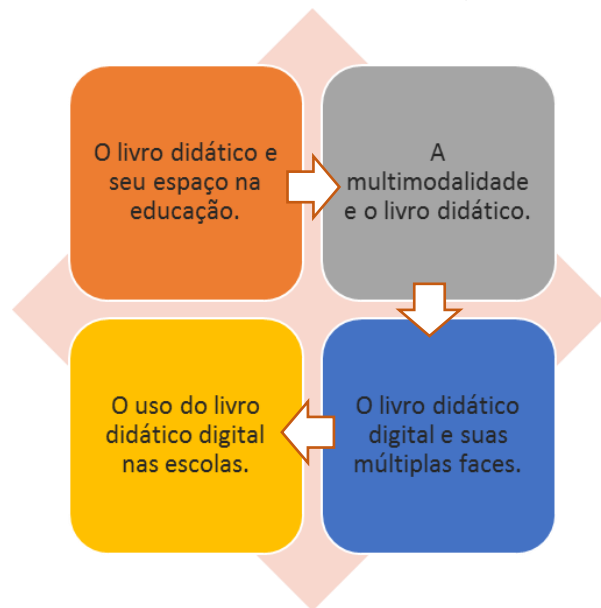 O livro didático e
seu espaço na
educação.
A
multimodalidade
e o livro didático.
O livro didático
digital e suas
múltiplas faces.
O uso do livro
didático digital
nas escolas.